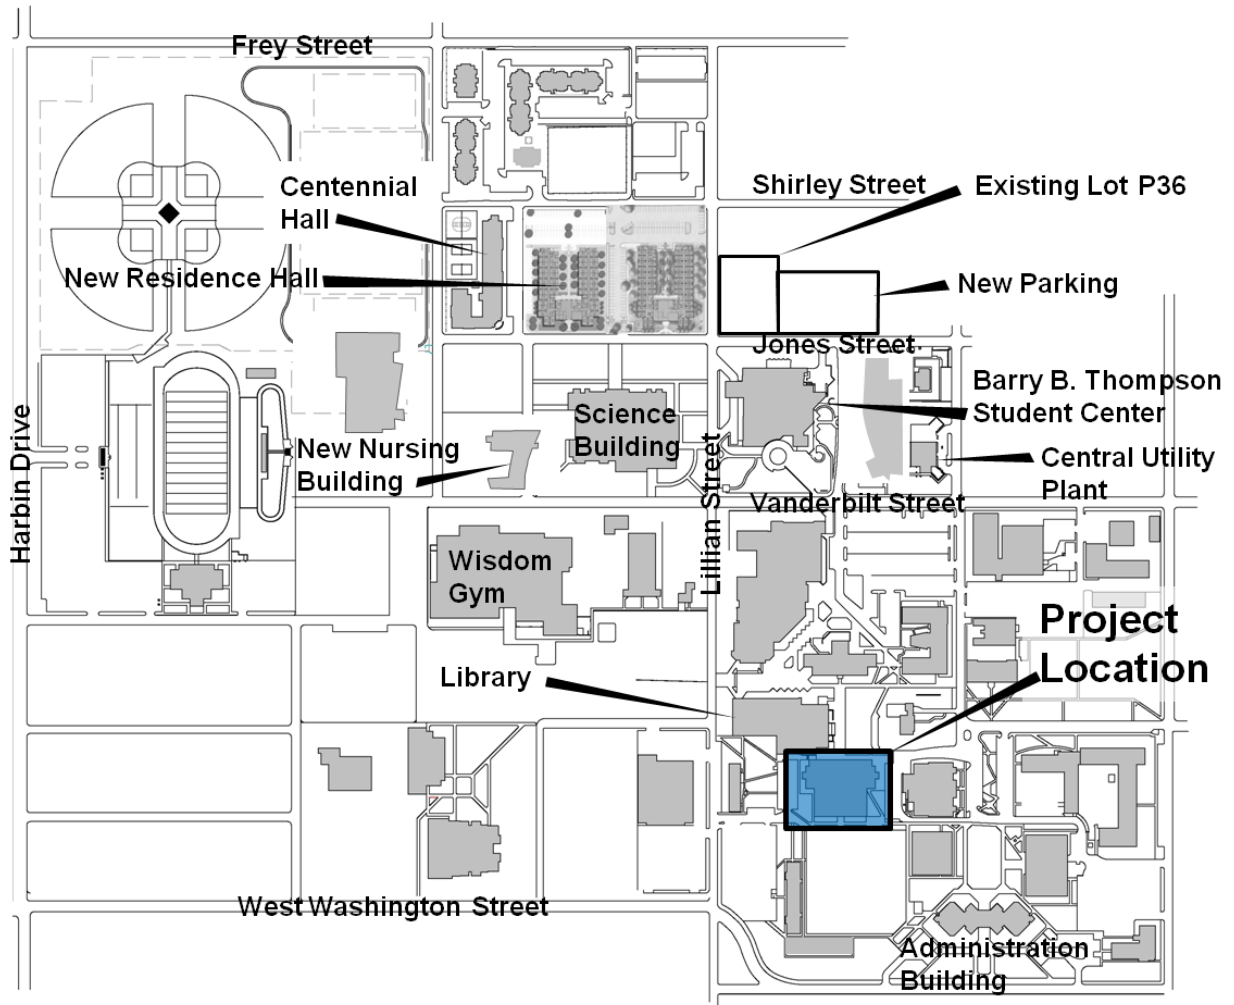 Frey Street
Centennial
Hall
Shirley Street
Existing Lot P36
New Residence Hall
New Parking
Jones Street
Barry B. Thompson
Student Center
Science
Building
Harbin Drive
New Nursing
Building
Lillian Street
Central Utility
Plant
Vanderbilt Street
Wisdom
Gym
Project
Location
Library
West Washington Street
Administration
Building